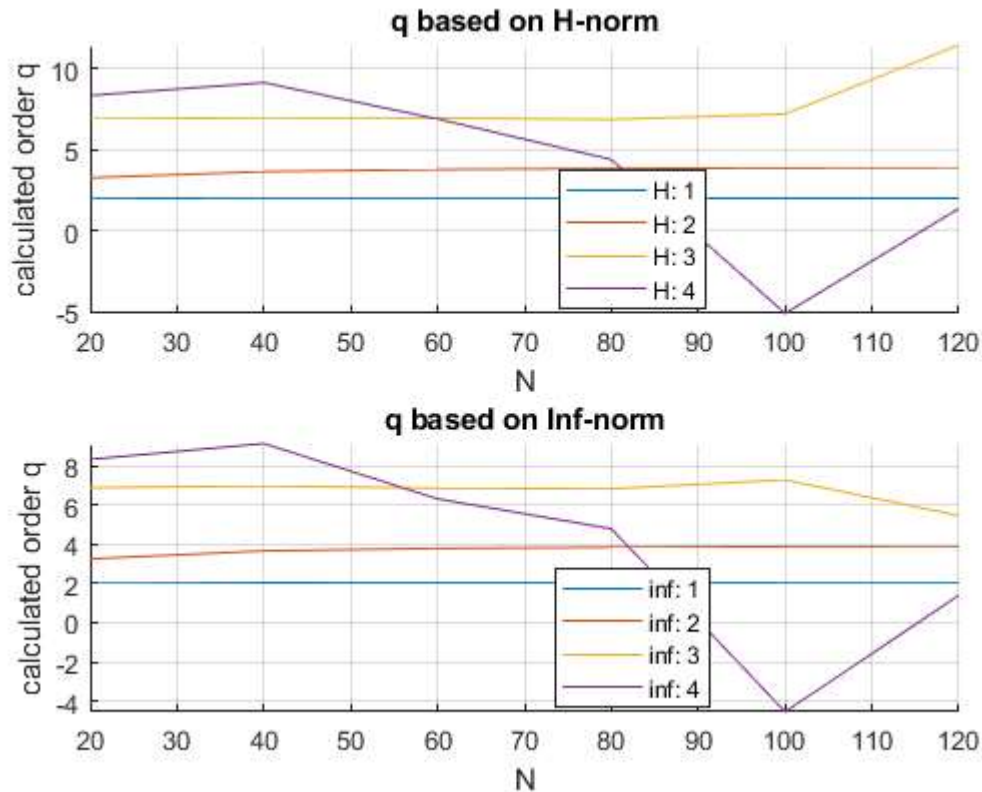 q based on H-norm
calculated order q
10
5
0
-5
H: 1
H: 2
H: 3
H: 4
20 30 40 50 60 70 80 90 100 110 120
N
q based on Inf-norm
calculated order q
8
6
4
2
0
-2
-4
inf: 1
inf: 2
inf: 3
inf: 4
20 30 40 50 60 70 80 90 100 110 120
N